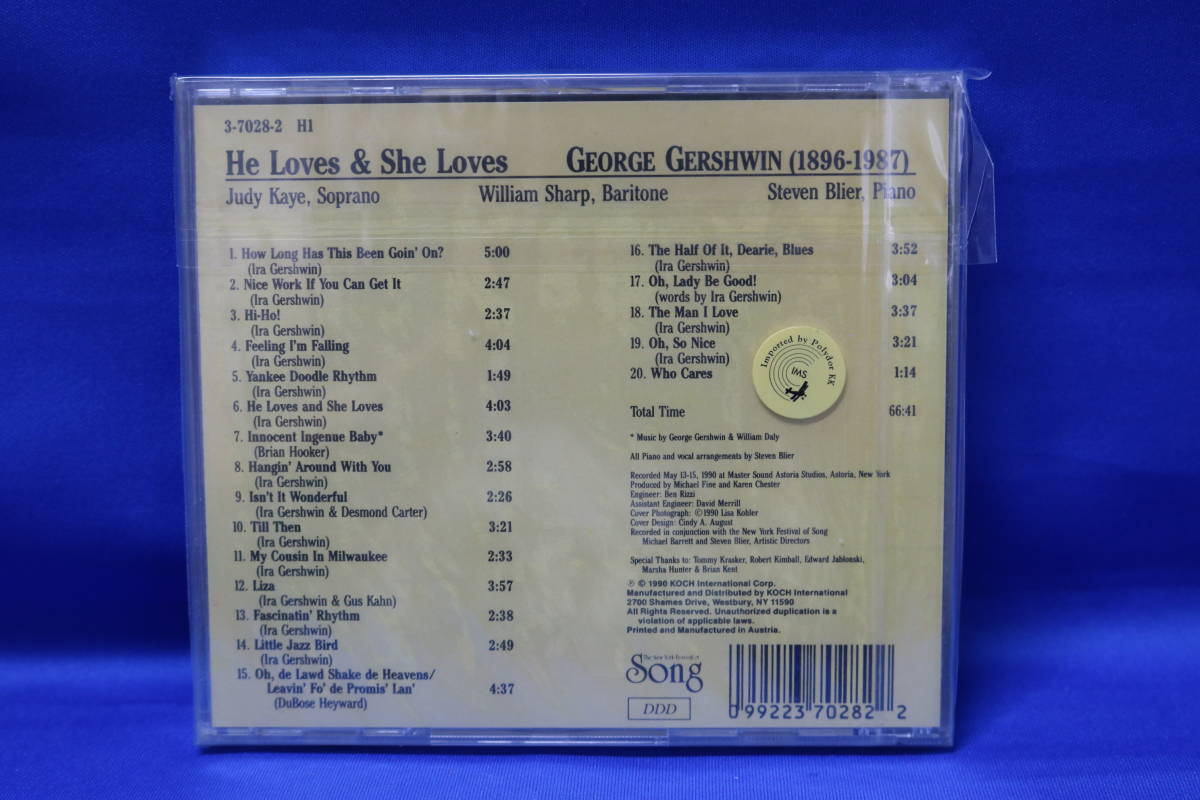 3-7028-2 H1
He Loves & She Loves GEORGE GERSHWIN (1896-1987)
Judy Kaye, Soprano William Sharp, Baritone Steven Blier, Piano
1. How Long Has This Been Goin' On? 5:00
(Ira Gershwin)
2. Nice Work If You Can Get It 2:47
(Ira Gershwin)
3. Hi-Ho! 2:37
(Ira Gershwin)
4. Feeling I'm Falling 4:04
(Ira Gershwin)
5. Yankee Doodle Rhythm 1:49
(Ira Gershwin)
6. He Loves and She Loves 4:03
(Ira Gershwin)
7. Innocent Ingenue Baby* 3:40
(Brian Hooker)
8. Hangin' Around With You 2:58
(Ira Gershwin)
9. Isn't It Wonderful 2:26
(Ira Gershwin & Desmond Carter)
10. Till Then 3:21
(Ira Gershwin)
11. My Cousin In Milwaukee 2:33
(Ira Gershwin)
12. Liza 3:57
(Ira Gershwin & Gus Kahn)
13. Fascinatin' Rhythm 2:38
(Ira Gershwin)
14. Little Jazz Bird 2:49
(Ira Gershwin)
15. Oh, de Lawd Shake de Heavens/
Leavin' Fo' de Promis' Lan' 4:37
(DuBose Heyward)
16. The Half Of It, Dearie, Blues 3:52
(Ira Gershwin)
17. Oh, Lady Be Good! 3:04
(words by Ira Gershwin)
18. The Man I Love 3:37
(Ira Gershwin)
19. Oh, So Nice 3:21
(Ira Gershwin)
20. Who Cares 1:14
Imported by Polydor KK
IMS
Total Time 66:41
* Music by George Gershwin & William Daly
All Piano and vocal arrangements by Steven Blier
Recorded May 13-15, 1990 at Master Sound Astoria Studios, Astoria, New York
Produced by Michael Fine and Karen Chester
Engineer: Ben Rizzi
Assistant Engineer: David Merrill
Cover Photograph: ©1990 Lisa Kohler
Cover Design: Cindy A. August
Recorded in conjunction with the New York Festival of Song
Michael Barrett and Steven Blier, Artistic Directors
Special Thanks to: Tommy Krasker, Robert Kimball, Edward Jablonski,
Marsha Hunter & Brian Kent
℗ © 1990 KOCH International Corp.
Manufactured and Distributed by KOCH International
2700 Shames Drive, Westbury, NY 11590
All Rights Reserved. Unauthorized duplication is a
violation of applicable laws.
Printed and Manufactured in Austria.
The New York Festival of
Song
DDD
0 99223 70282 2